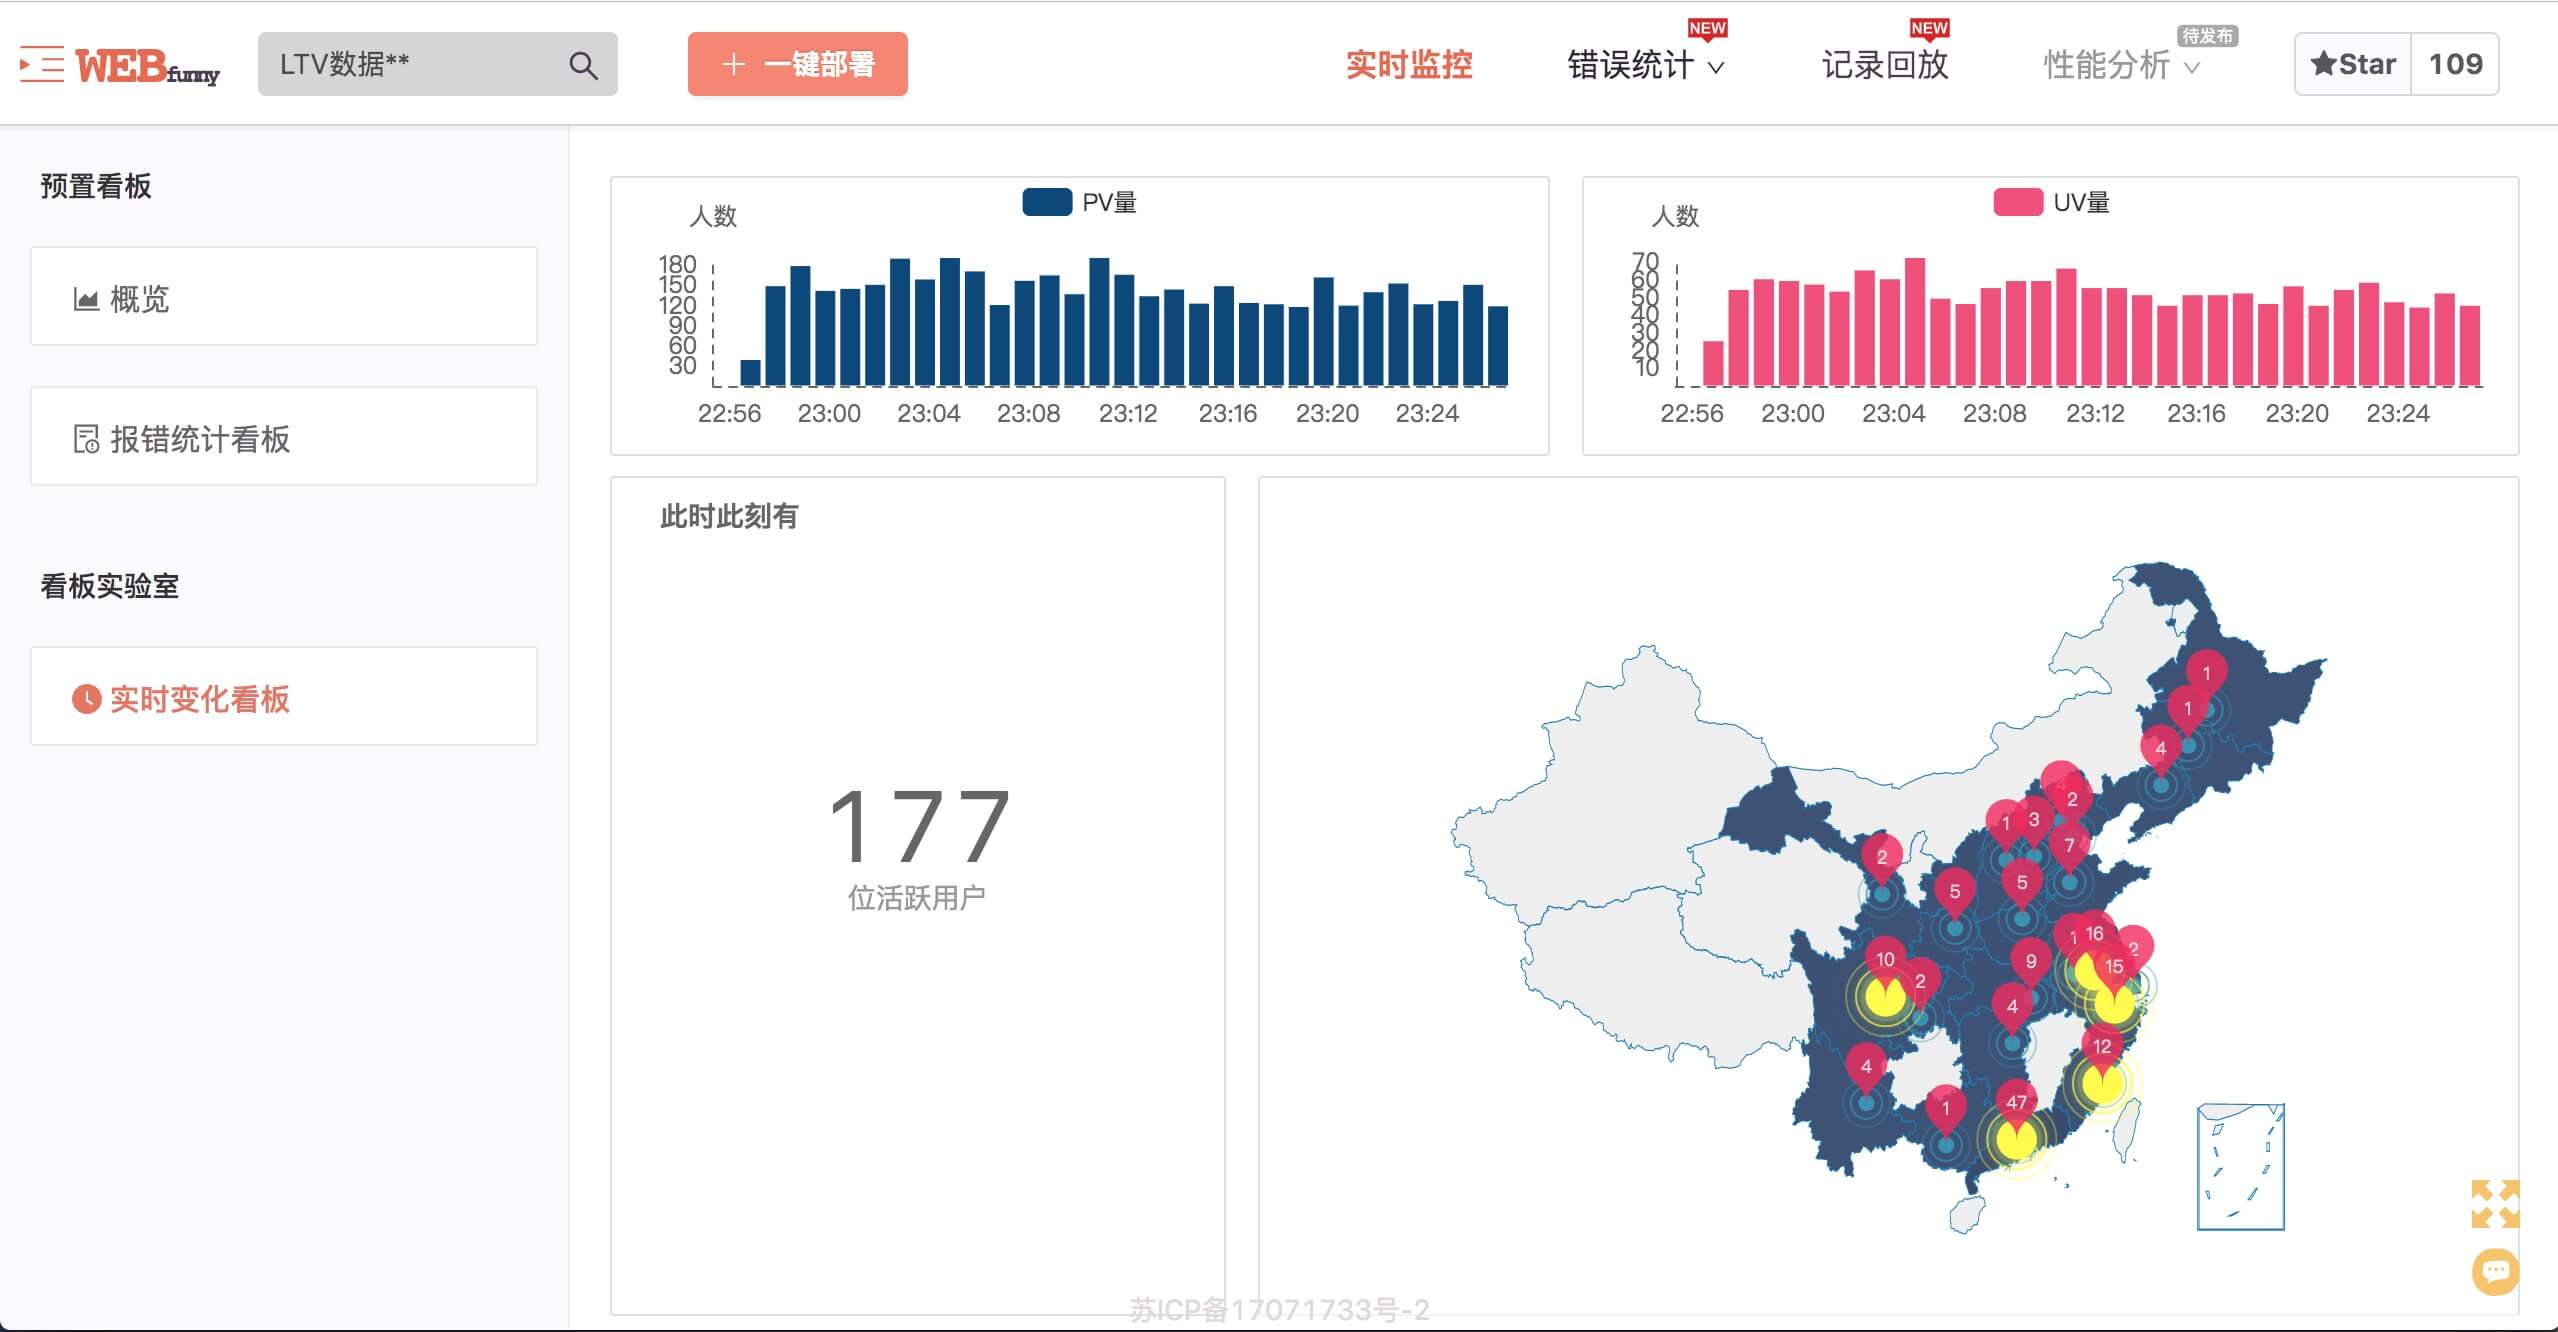 WEBfunny
LTV数据**
一键部署
实时监控
错误统计
NEW
记录回放
NEW
性能分析
待发布
Star
109
预置看板
概览
报错统计看板
看板实验室
实时变化看板
PV量
人数
180
150
120
90
60
30
22:56 23:00 23:04 23:08 23:12 23:16 23:20 23:24
UV量
人数
70
60
50
40
30
20
10
22:56 23:00 23:04 23:08 23:12 23:16 23:20 23:24
此时此刻有
177
位活跃用户
1
1
4
2
1
3
7
2
5
5
1
16
2
15
10
2
9
4
12
4
1
47
苏ICP备17071733号-2